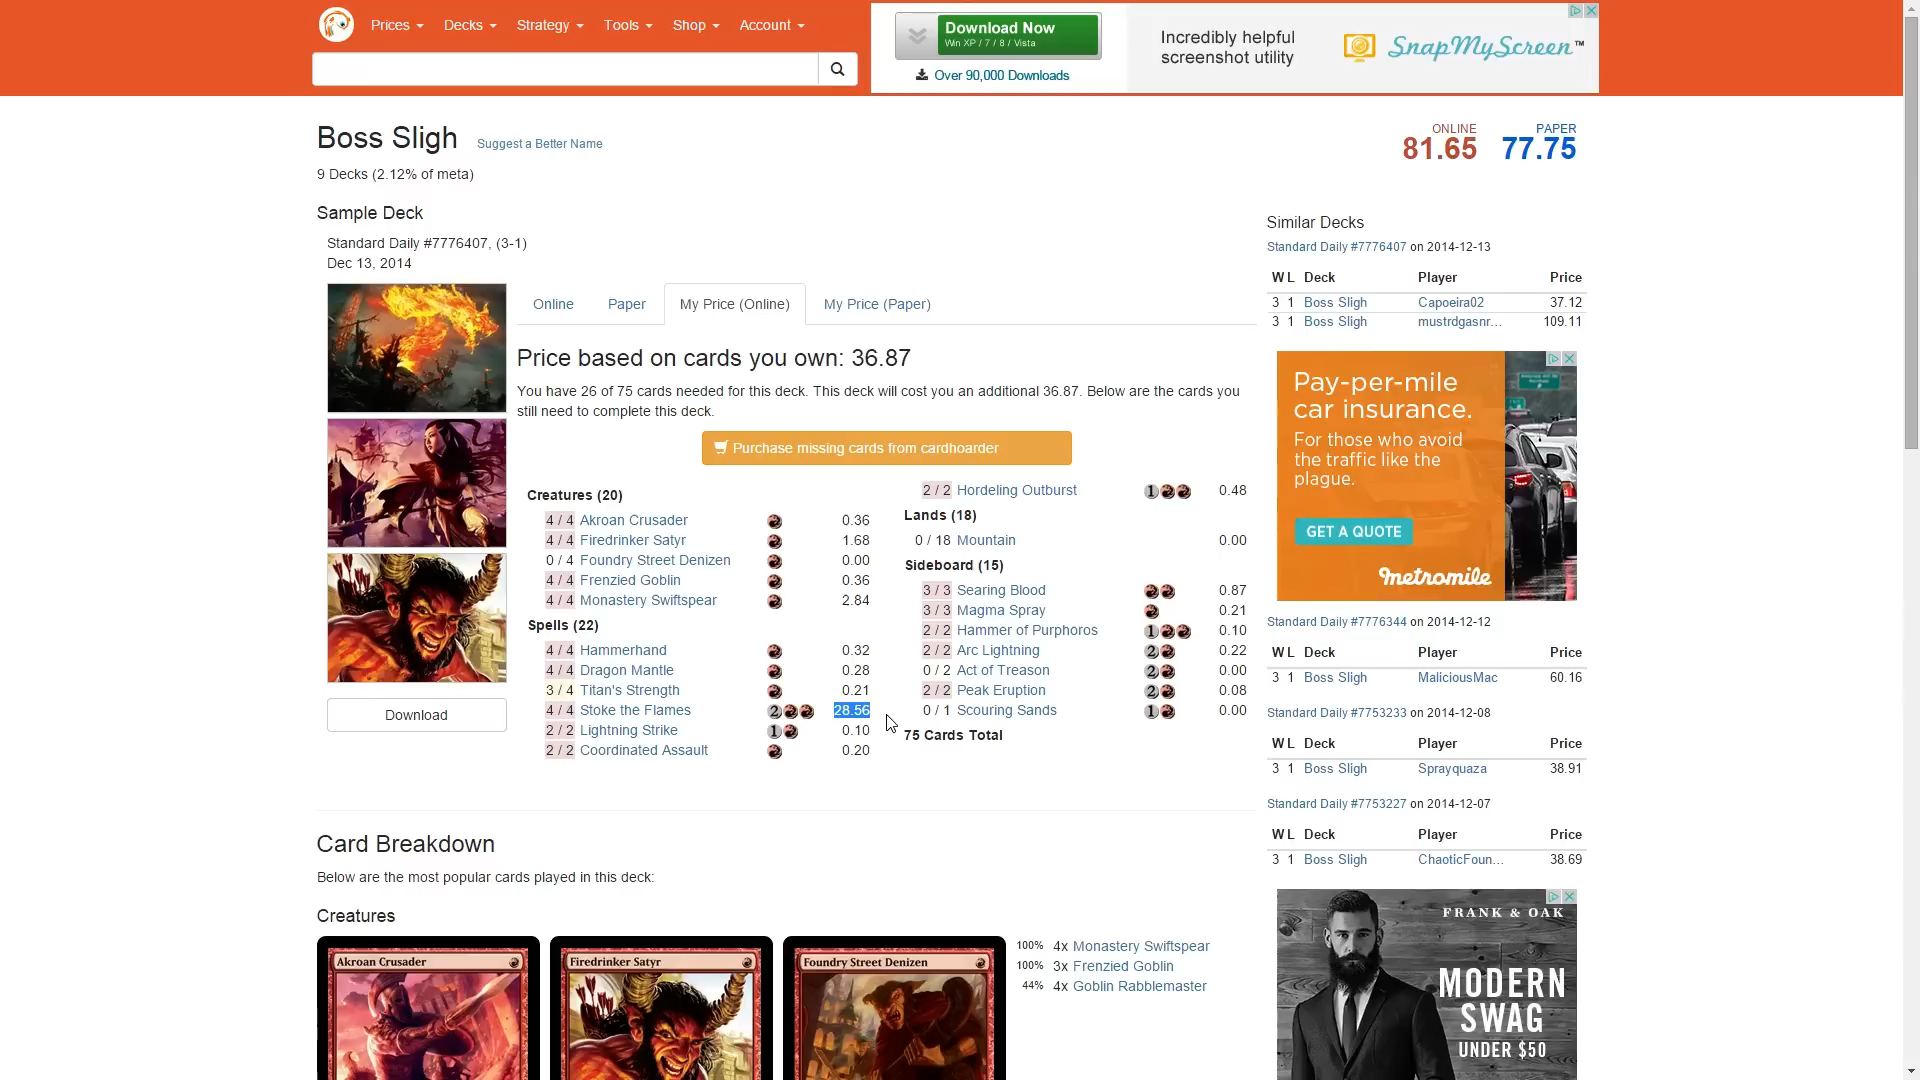 Prices
Decks
Strategy
Tools
Shop
Account
Download Now
Win XP / 7 / 8 / Vista
Over 90,000 Downloads
Incredibly helpful
screenshot utility
SnapMyScreen™
Boss Sligh Suggest a Better Name
9 Decks (2.12% of meta)
ONLINE
81.65
PAPER
77.75
Sample Deck
Standard Daily #7776407, (3-1)
Dec 13, 2014
Download
Online
Paper
My Price (Online)
My Price (Paper)
Price based on cards you own: 36.87
You have 26 of 75 cards needed for this deck. This deck will cost you an additional 36.87. Below are the cards you
still need to complete this deck.
Purchase missing cards from cardhoarder
Creatures (20)
4 / 4 Akroan Crusader 0.36
4 / 4 Firedrinker Satyr 1.68
0 / 4 Foundry Street Denizen 0.00
4 / 4 Frenzied Goblin 0.36
4 / 4 Monastery Swiftspear 2.84
Spells (22)
4 / 4 Hammerhand 0.32
4 / 4 Dragon Mantle 0.28
3 / 4 Titan's Strength 0.21
4 / 4 Stoke the Flames 2 28.56
2 / 2 Lightning Strike 1 0.10
2 / 2 Coordinated Assault 0.20
2 / 2 Hordeling Outburst 1 0.48
Lands (18)
0 / 18 Mountain 0.00
Sideboard (15)
3 / 3 Searing Blood 0.87
3 / 3 Magma Spray 0.21
2 / 2 Hammer of Purphoros 1 0.10
2 / 2 Arc Lightning 2 0.22
0 / 2 Act of Treason 2 0.00
2 / 2 Peak Eruption 2 0.08
0 / 1 Scouring Sands 1 0.00
75 Cards Total
Card Breakdown
Below are the most popular cards played in this deck:
Creatures
Akroan Crusader
Firedrinker Satyr
Foundry Street Denizen
100% 4x Monastery Swiftspear
100% 3x Frenzied Goblin
44% 4x Goblin Rabblemaster
Similar Decks
Standard Daily #7776407 on 2014-12-13
W L Deck Player Price
3 1 Boss Sligh Capoeira02 37.12
3 1 Boss Sligh mustrdgasnr... 109.11
Pay-per-mile
car insurance.
For those who avoid
the traffic like the
plague.
GET A QUOTE
metromile
Standard Daily #7776344 on 2014-12-12
W L Deck Player Price
3 1 Boss Sligh MaliciousMac 60.16
Standard Daily #7753233 on 2014-12-08
W L Deck Player Price
3 1 Boss Sligh Sprayquaza 38.91
Standard Daily #7753227 on 2014-12-07
W L Deck Player Price
3 1 Boss Sligh ChaoticFoun... 38.69
FRANK & OAK
MODERN
SWAG
UNDER $50